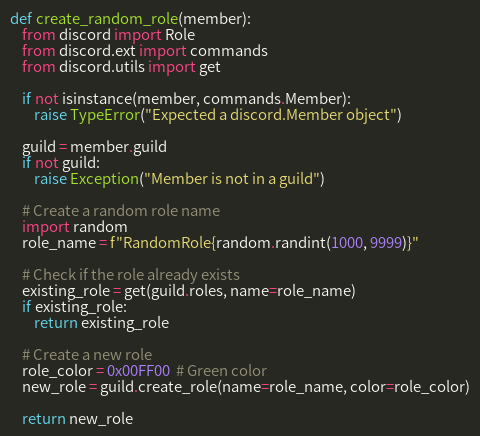 def create_random_role(member):
    from discord import Role
    from discord.ext import commands
    from discord.utils import get

    if not isinstance(member, commands.Member):
        raise TypeError("Expected a discord.Member object")

    guild = member.guild
    if not guild:
        raise Exception("Member is not in a guild")

    # Create a random role name
    import random
    role_name = f"RandomRole{random.randint(1000, 9999)}"

    # Check if the role already exists
    existing_role = get(guild.roles, name=role_name)
    if existing_role:
        return existing_role

    # Create a new role
    role_color = 0x00FF00  # Green color
    new_role = guild.create_role(name=role_name, color=role_color)

    return new_role